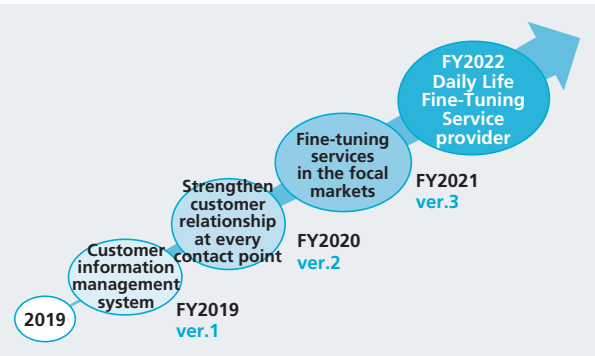 2019
Customer
information
management
system
FY2019
ver.1
Strengthen
customer
relationship
at every
contact point
FY2020
ver.2
Fine-tuning
services
in the focal
markets
FY2021
ver.3
FY2022
Daily Life
Fine-Tuning
Service
provider